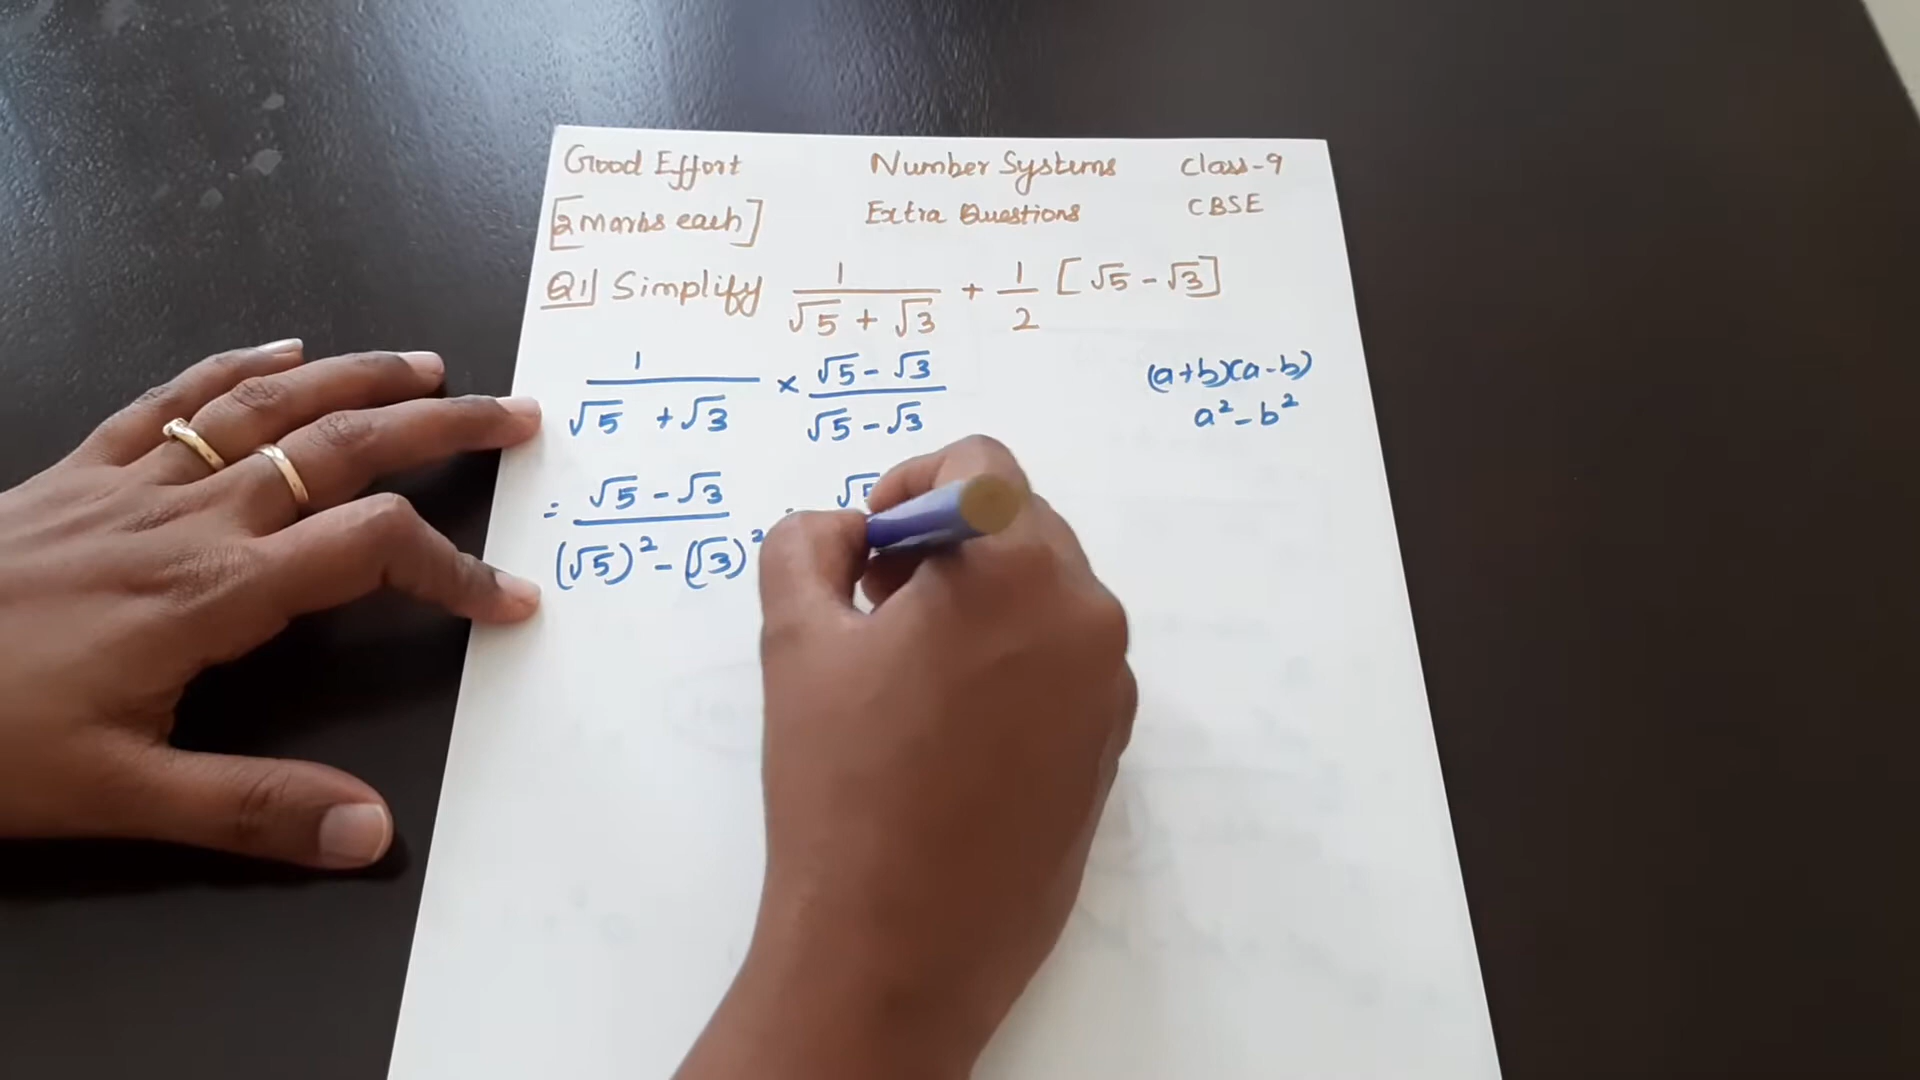 Good Effort Number Systems Class-9
[2 Marks each] Extra Questions CBSE
Q1 Simplify 1/(√5 + √3) + 1/2 [√5 - √3]
1/(√5 + √3) × (√5 - √3)/(√5 - √3) (a+b)(a-b)
a² - b²
= (√5 - √3)/((√5)² - (√3)²) = √5